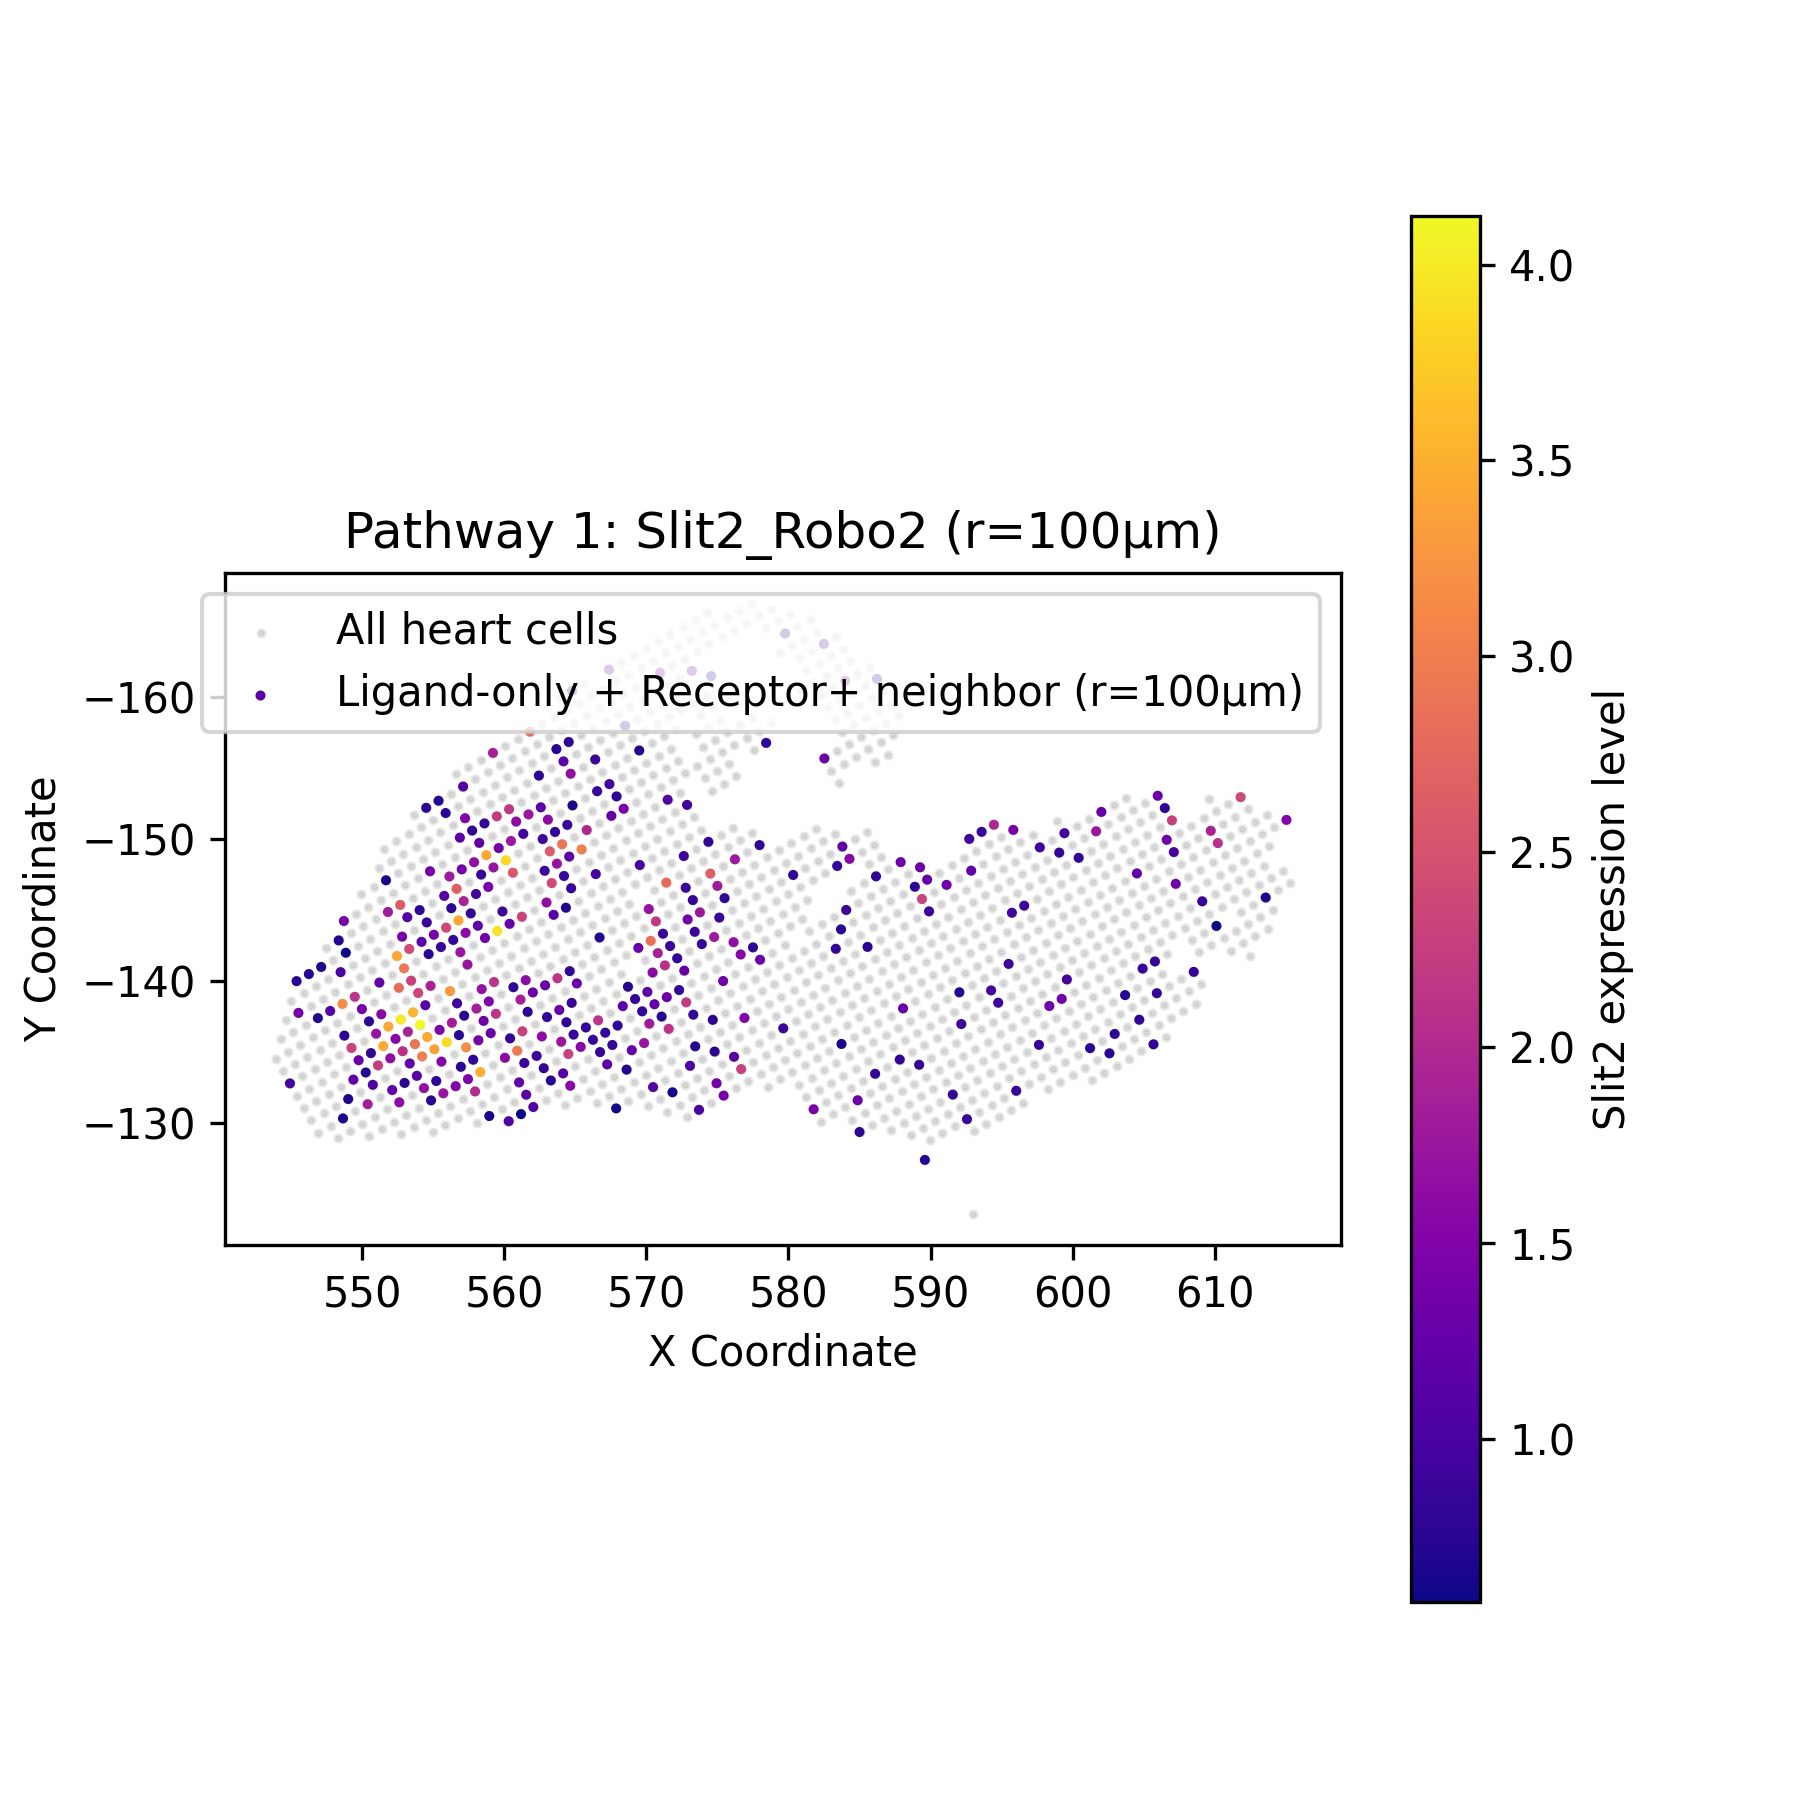 Pathway 1: Slit2_Robo2 (r=100μm)
All heart cells
Ligand-only + Receptor+ neighbor (r=100μm)
−160
−150
−140
−130
Y Coordinate
550 560 570 580 590 600 610
X Coordinate
4.0
3.5
3.0
2.5
2.0
1.5
1.0
Slit2 expression level